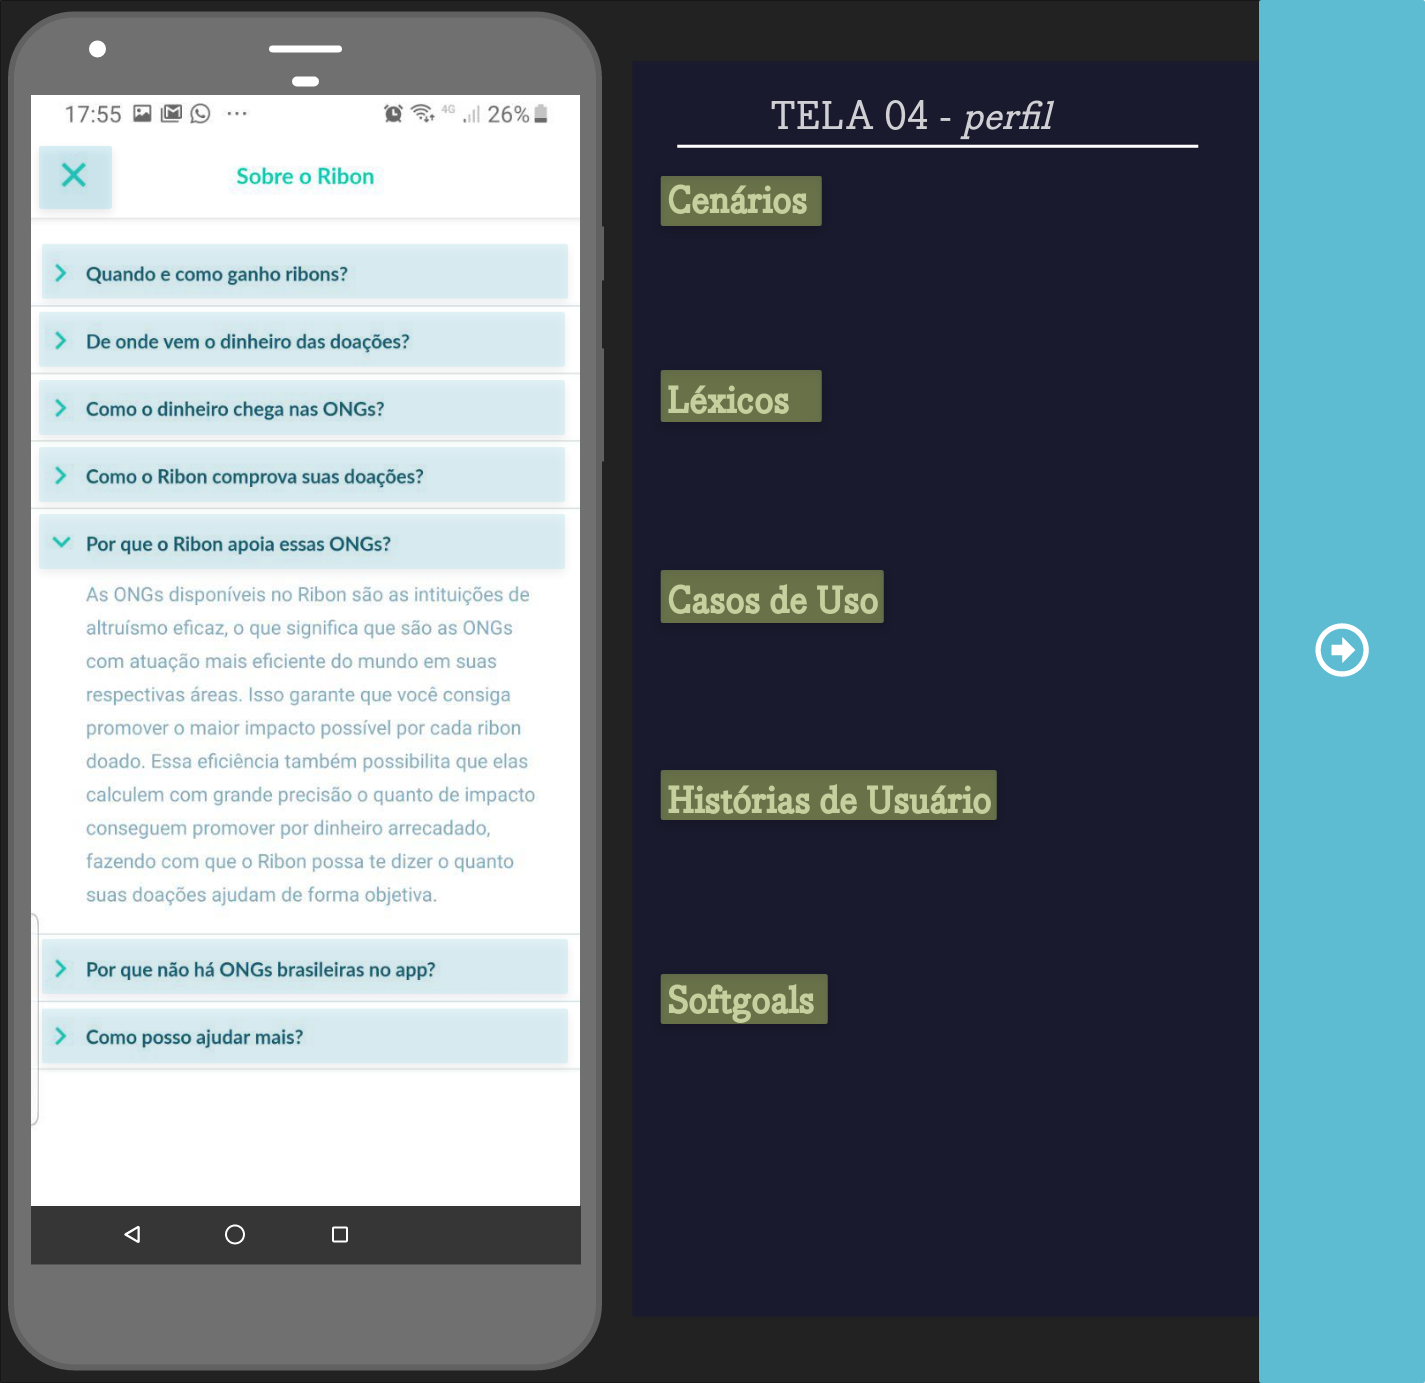 17:55
4G
26%
Sobre o Ribon
Quando e como ganho ribons?
De onde vem o dinheiro das doações?
Como o dinheiro chega nas ONGs?
Como o Ribon comprova suas doações?
Por que o Ribon apoia essas ONGs?
As ONGs disponíveis no Ribon são as intituições de
altruísmo eficaz, o que significa que são as ONGs
com atuação mais eficiente do mundo em suas
respectivas áreas. Isso garante que você consiga
promover o maior impacto possível por cada ribon
doado. Essa eficiência também possibilita que elas
calculem com grande precisão o quanto de impacto
conseguem promover por dinheiro arrecadado,
fazendo com que o Ribon possa te dizer o quanto
suas doações ajudam de forma objetiva.
Por que não há ONGs brasileiras no app?
Como posso ajudar mais?
TELA 04 - perfil
Cenários
Léxicos
Casos de Uso
Histórias de Usuário
Softgoals